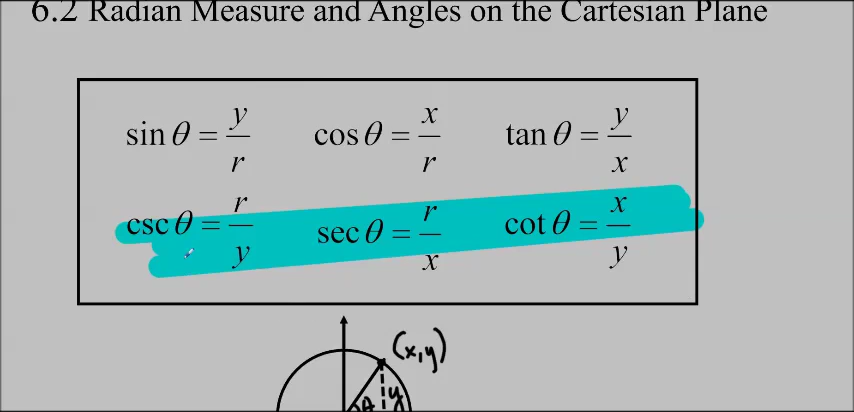 6.2 Radian Measure and Angles on the Cartesian Plane
sin θ = y/r cos θ = x/r tan θ = y/x
csc θ = r/y sec θ = r/x cot θ = x/y
(x,y)
θ y